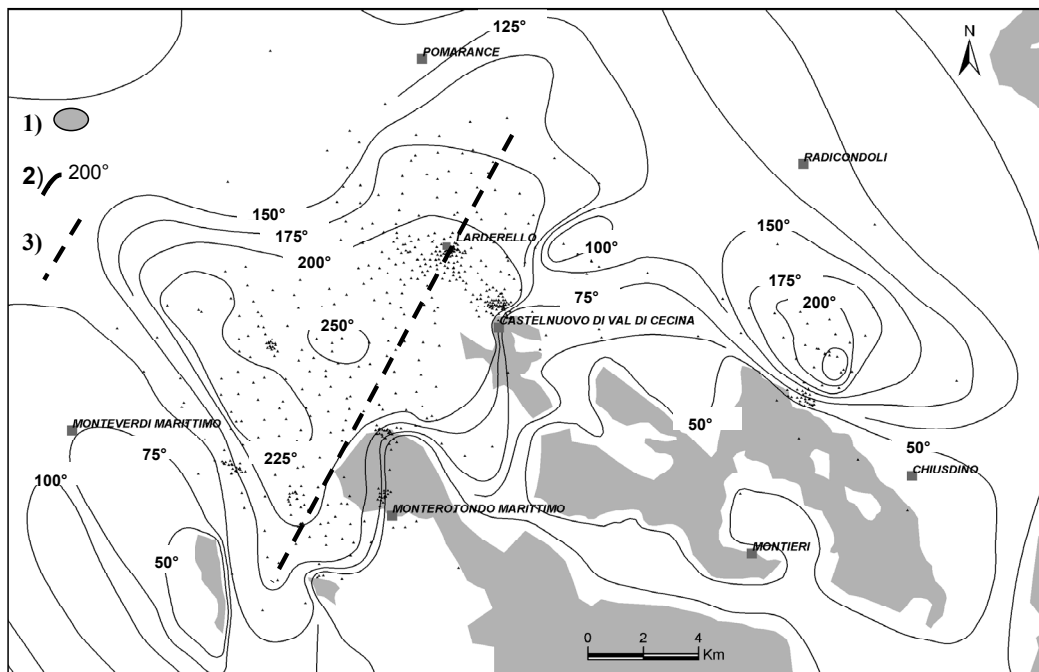 125°
POMARANCE
N
1)
2) 200°
3)
RADICONDOLI
150°
175°
200°
LARDERELLO
100°
150°
175°
200°
75°
250°
CASTELNUOVO DI VAL DI CECINA
MONTEVERDI MARITTIMO
50°
75°
225°
50°
100°
CHIUSDINO
MONTEROTONDO MARITTIMO
50°
MONTIERI
0 2 4
Km